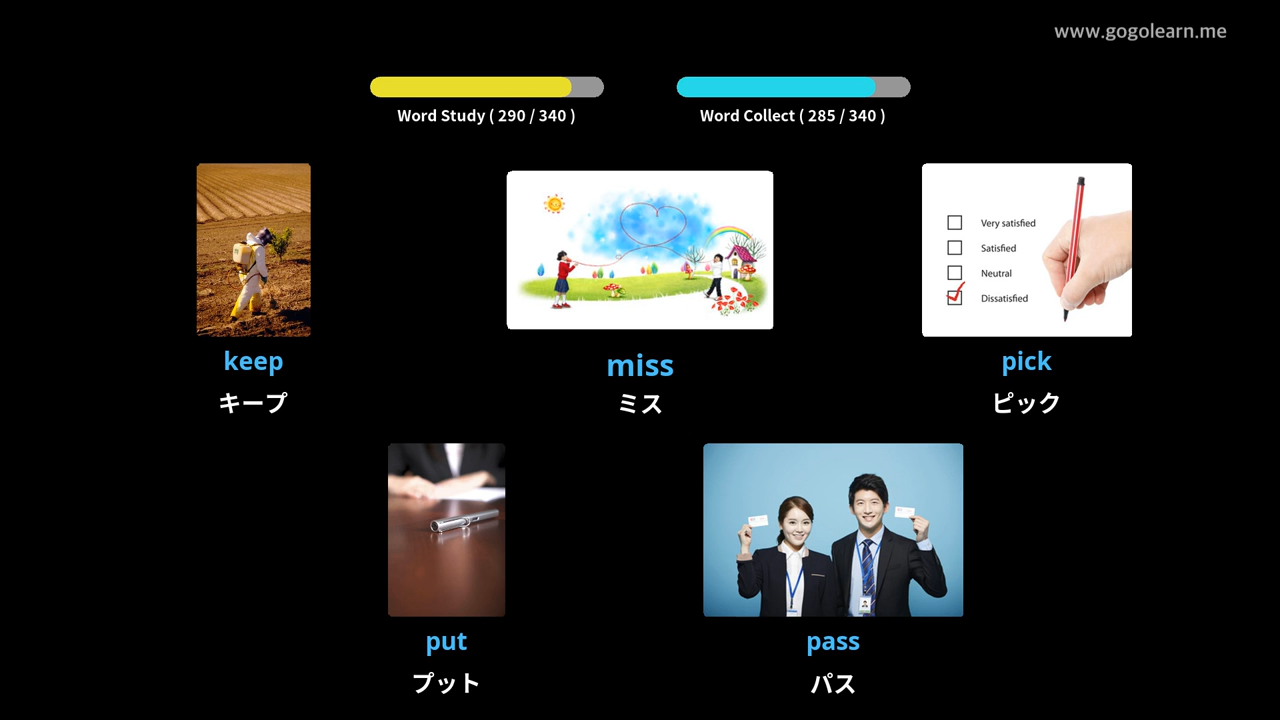 www.gogolearn.me
Word Study ( 290 / 340 )
Word Collect ( 285 / 340 )
Very satisfied
Satisfied
Neutral
Dissatisfied
keep
miss
pick
キープ
ミス
ピック
put
pass
プット
パス